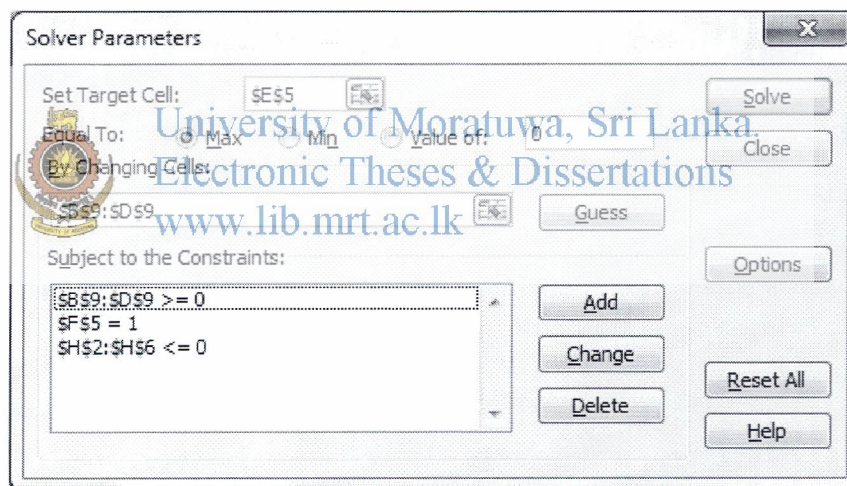 Solver Parameters
Set Target Cell: $E$5 Solve
Equal To: Max Min Value of: 0 Close
By Changing Cells:
$B$9:$D$9 Guess
University of Moratuwa, Sri Lanka.
Electronic Theses & Dissertations
www.lib.mrt.ac.lk
Subject to the Constraints: Options
$B$9:$D$9 >= 0 Add
$F$5 = 1
$H$2:$H$6 <= 0 Change
Reset All
Delete
Help